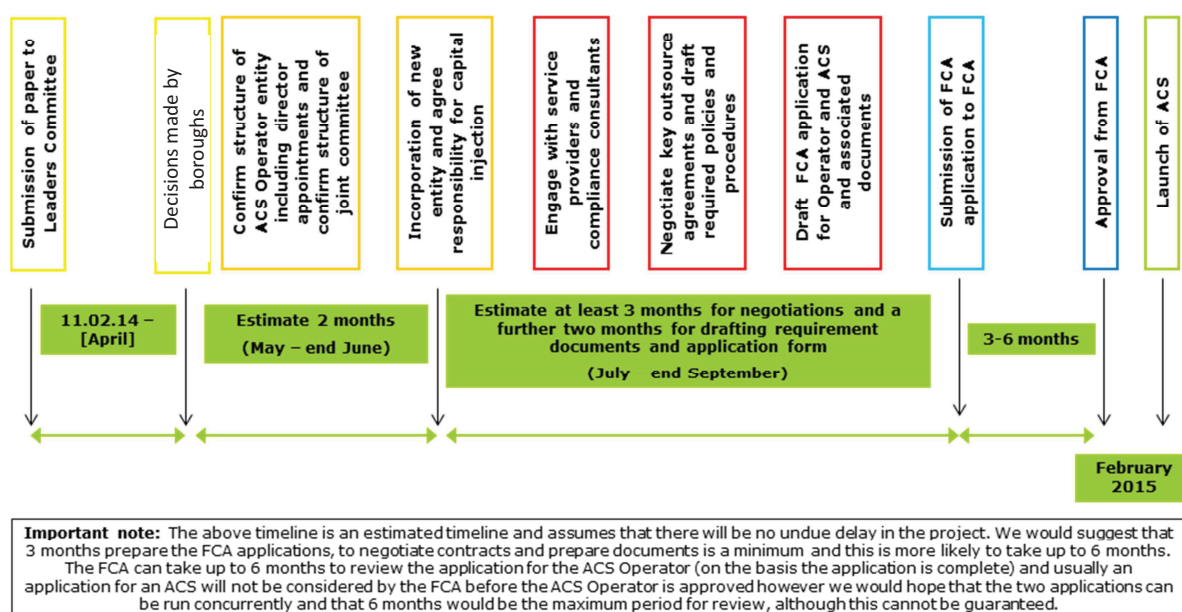 Submission of paper to
Leaders Committee
Decisions made by
boroughs
Confirm structure of
ACS Operator entity
including director
appointments and
confirm structure of
joint committee
Incorporation of new
entity and agree
responsibility for capital
injection
Engage with service
providers and
compliance consultants
Negotiate key outsource
agreements and draft
required policies and
procedures
Draft FCA application
for Operator and ACS
and associated
documents
Submission of FCA
application to FCA
Approval from FCA
Launch of ACS
11.02.14 –
[April]
Estimate 2 months
(May – end June)
Estimate at least 3 months for negotiations and a
further two months for drafting requirement
documents and application form
(July end September)
3-6 months
February
2015
Important note: The above timeline is an estimated timeline and assumes that there will be no undue delay in the project. We would suggest that
3 months prepare the FCA applications, to negotiate contracts and prepare documents is a minimum and this is more likely to take up to 6 months.
The FCA can take up to 6 months to review the application for the ACS Operator (on the basis the application is complete) and usually an
application for an ACS will not be considered by the FCA before the ACS Operator is approved however we would hope that the two applications can
be run concurrently and that 6 months would be the maximum period for review, although this cannot be guaranteed.